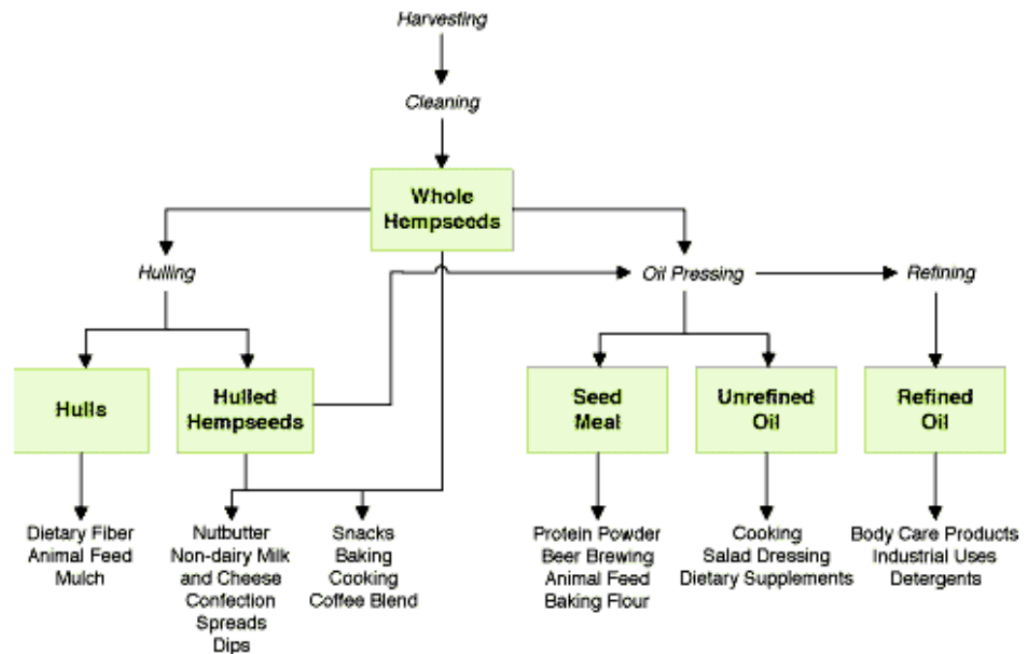 Harvesting
Cleaning
Whole
Hempseeds
Hulling
Oil Pressing
Refining
Hulls
Hulled
Hempseeds
Seed
Meal
Unrefined
Oil
Refined
Oil
Dietary Fiber
Animal Feed
Mulch
Nutbutter
Non-dairy Milk
and Cheese
Confection
Spreads
Dips
Snacks
Baking
Cooking
Coffee Blend
Protein Powder
Beer Brewing
Animal Feed
Baking Flour
Cooking
Salad Dressing
Dietary Supplements
Body Care Products
Industrial Uses
Detergents